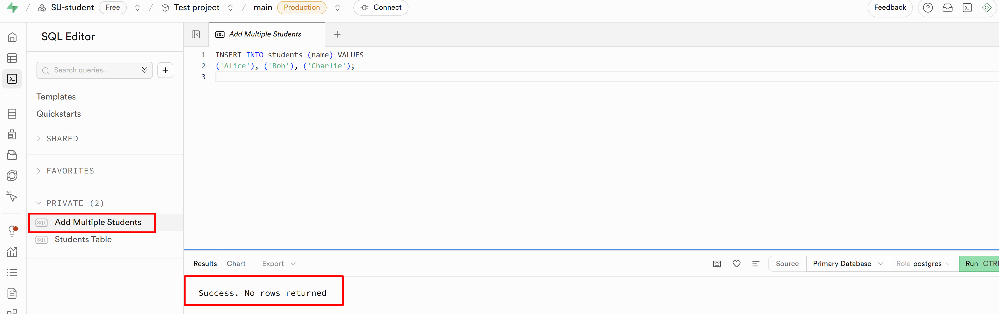 / SU-student Free / Test project / main Production Connect Feedback
SQL Editor
SQL Add Multiple Students
Search queries...
Templates
Quickstarts
SHARED
FAVORITES
PRIVATE (2)
SQL Add Multiple Students
SQL Students Table
1 INSERT INTO students (name) VALUES
2 ('Alice'), ('Bob'), ('Charlie');
3
Results Chart Export Source Primary Database Role postgres Run CTRL
Success. No rows returned